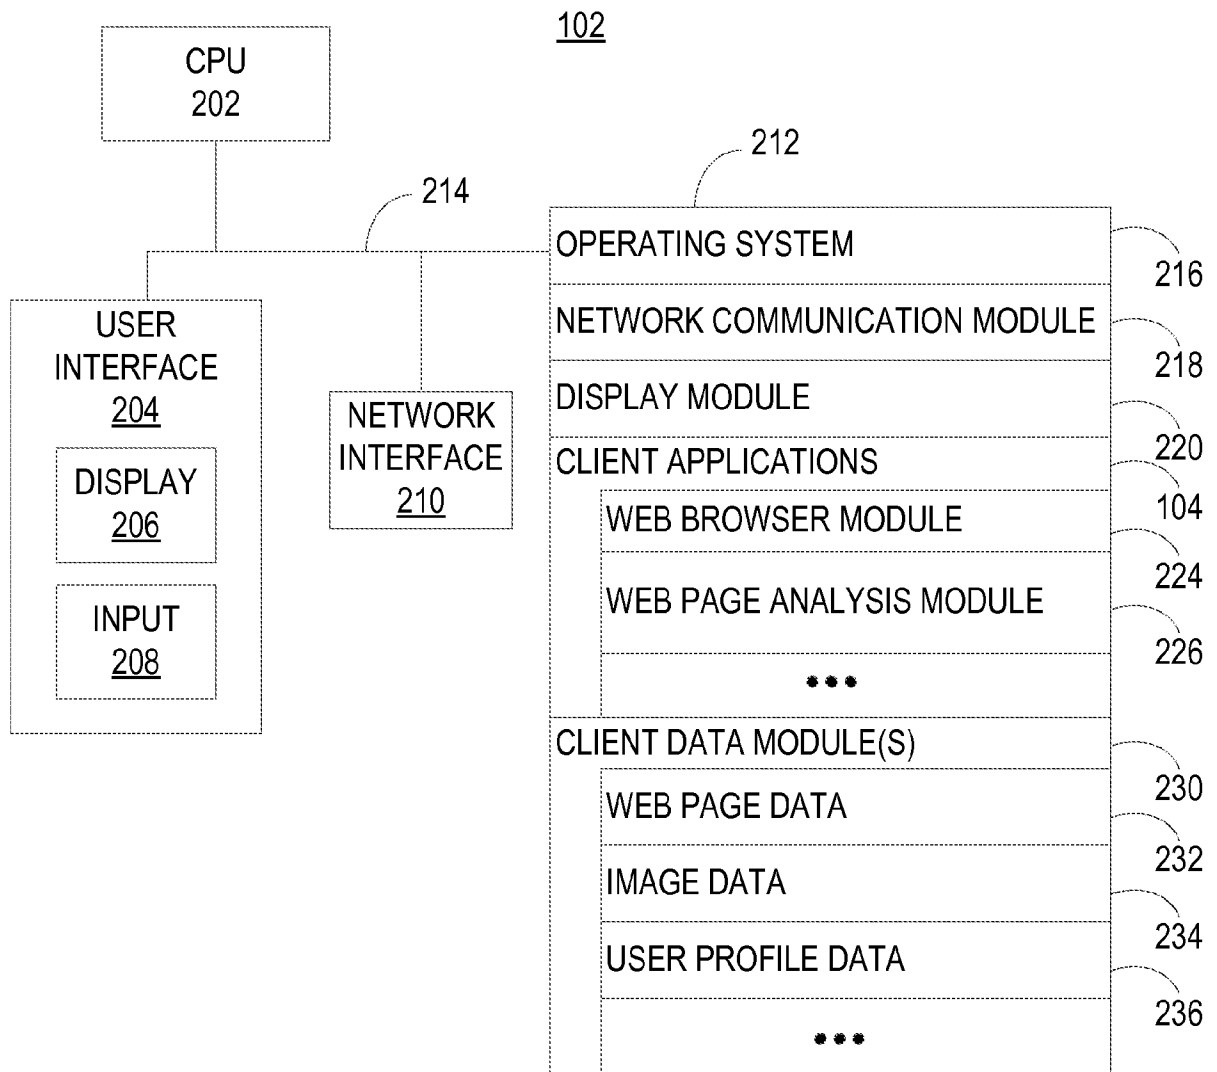 102
CPU
202
212
214
OPERATING SYSTEM
216
NETWORK COMMUNICATION MODULE
218
DISPLAY MODULE
220
CLIENT APPLICATIONS
104
WEB BROWSER MODULE
224
WEB PAGE ANALYSIS MODULE
226
•••
CLIENT DATA MODULE(S)
230
WEB PAGE DATA
232
IMAGE DATA
234
USER PROFILE DATA
236
•••
USER
INTERFACE
204
DISPLAY
206
INPUT
208
NETWORK
INTERFACE
210